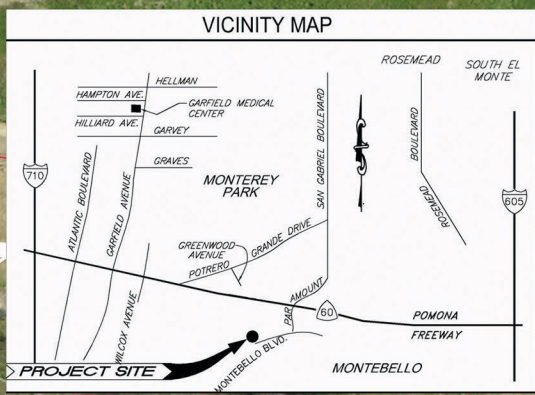 VICINITY MAP
ROSEMEAD
SOUTH EL
MONTE
HELLMAN
HAMPTON AVE.
GARFIELD MEDICAL
CENTER
HILLIARD AVE.
GARVEY
GRAVES
710
ATLANTIC BOULEVARD
GARFIELD AVENUE
MONTEREY
PARK
SAN GABRIEL BOULEVARD
BOULEVARD
ROSEMEAD
605
GREENWOOD
AVENUE
POTRERO GRANDE DRIVE
WILCOX AVENUE
PARAMOUNT
60
POMONA
FREEWAY
PROJECT SITE
MONTEBELLO BLVD.
MONTEBELLO